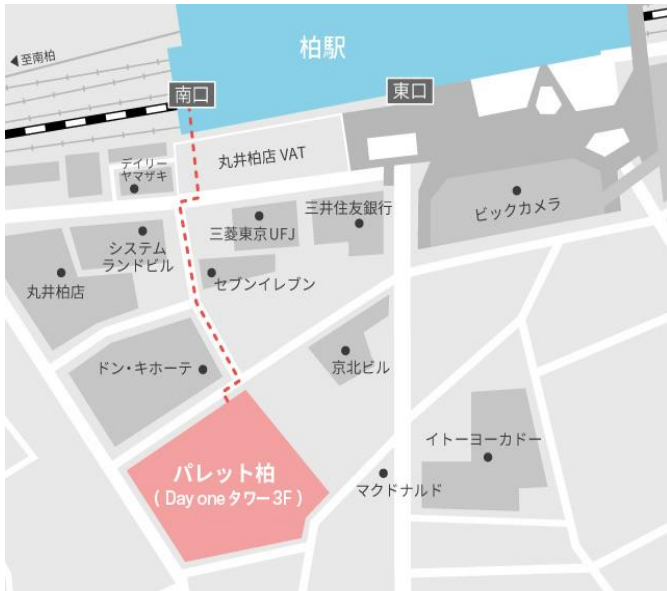 柏駅
至南柏
南口
東口
丸井柏店 VAT
デイリー
ヤマザキ
三井住友銀行
ビックカメラ
三菱東京UFJ
システム
ランドビル
セブンイレブン
丸井柏店
ドン・キホーテ
京北ビル
イトーヨーカドー
パレット柏
( Day one タワー 3F )
マクドナルド